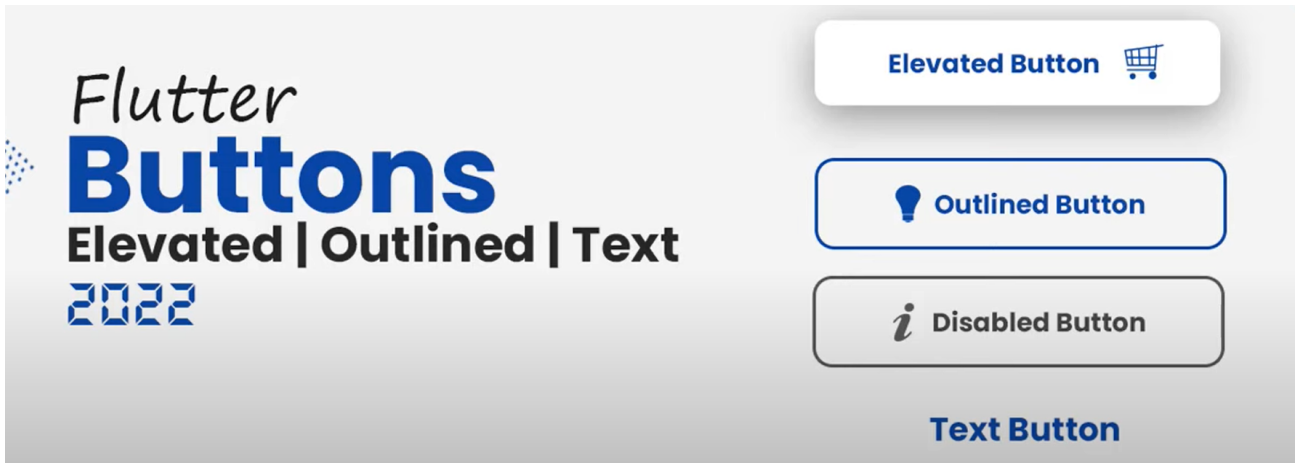 Flutter
Buttons
Elevated | Outlined | Text
2022
Elevated Button
Outlined Button
Disabled Button
Text Button